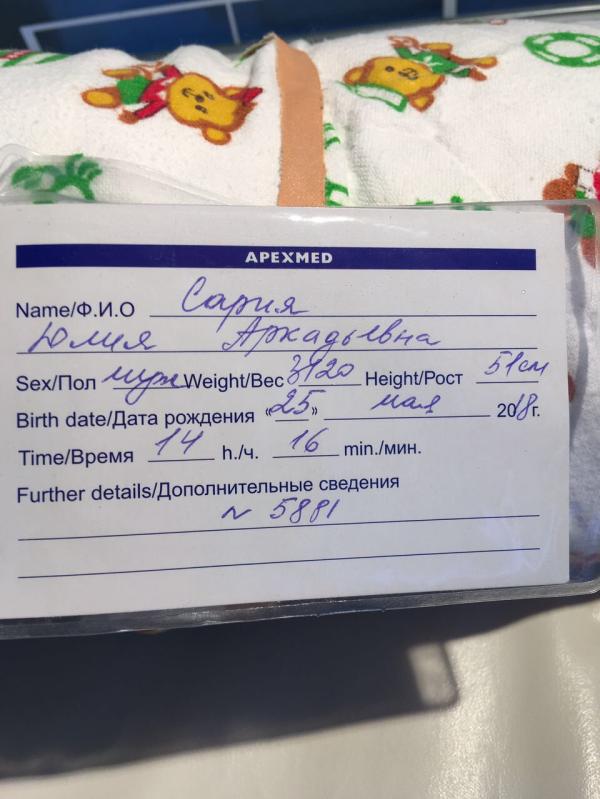 APEXMED
Name/Ф.И.О Сария
Юлия Аркадьевна
Sex/Пол муж Weight/Вес 3120 Height/Рост 51см
Birth date/Дата рождения «25» мая 2018г.
Time/Время 14 h./ч. 16 min./мин.
Further details/Дополнительные сведения
N 5881